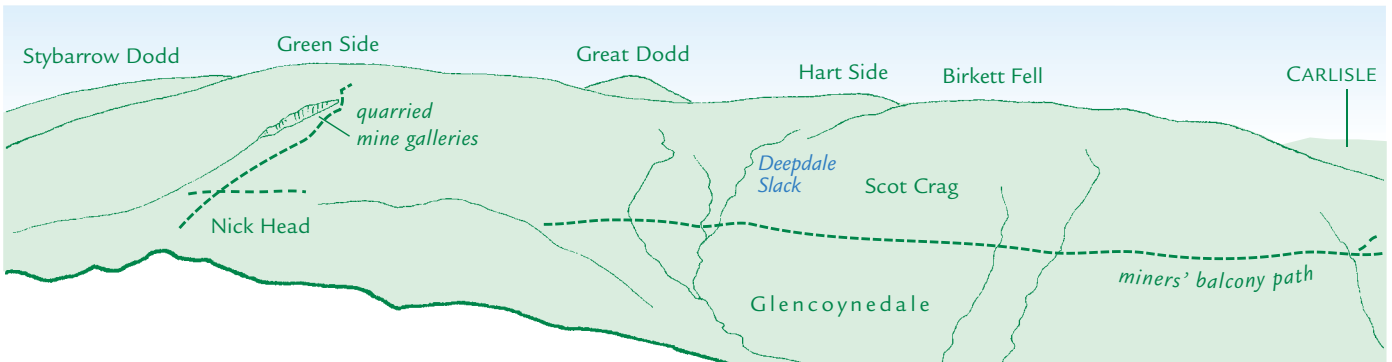 Stybarrow Dodd
Green Side
Great Dodd
Hart Side
Birkett Fell
CARLISLE
quarried
mine galleries
Deepdale
Slack
Scot Crag
Nick Head
miners’ balcony path
Glencoynedale